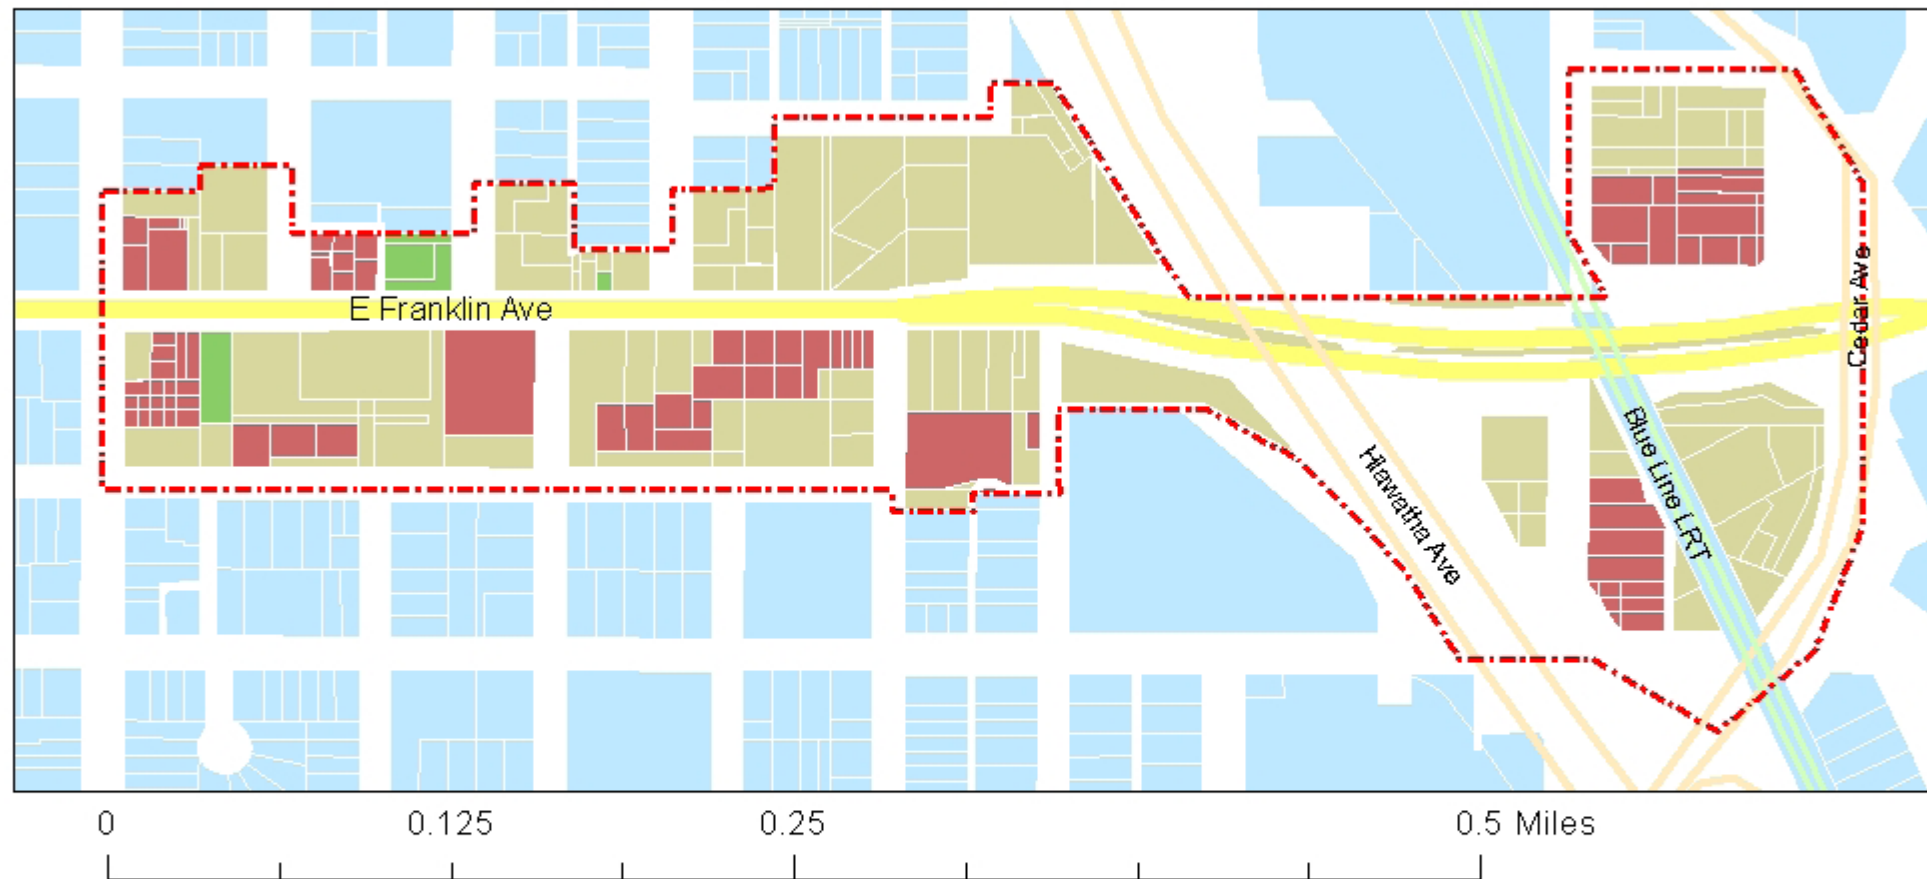 E Franklin Ave
Cedar Ave
Hiawatha Ave
Blue Line LRT
0 0.125 0.25 0.5 Miles